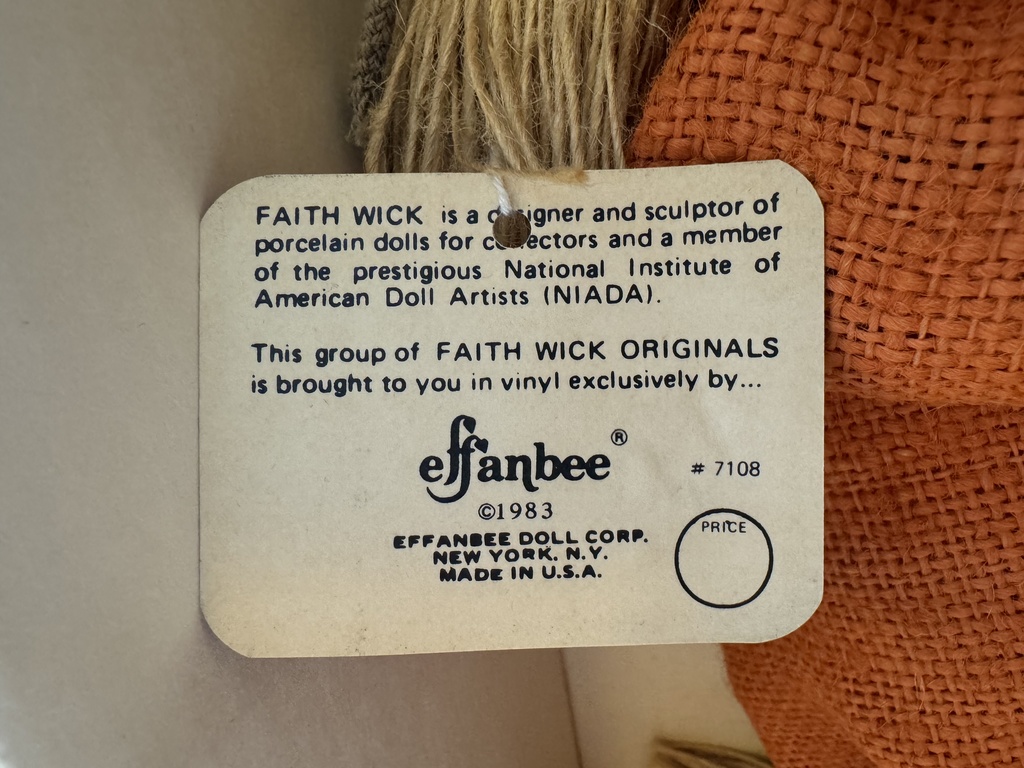 FAITH WICK is a designer and sculptor of
porcelain dolls for collectors and a member
of the prestigious National Institute of
American Doll Artists (NIADA).
This group of FAITH WICK ORIGINALS
is brought to you in vinyl exclusively by...
effanbee ®
# 7108
©1983
EFFANBEE DOLL CORP.
NEW YORK. N.Y.
MADE IN U.S.A.
PRICE